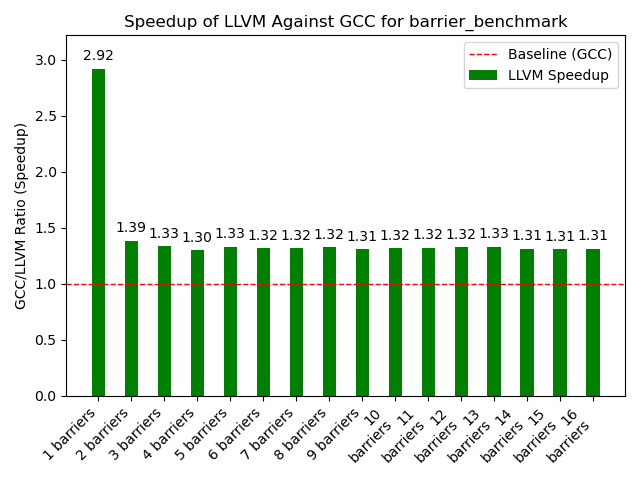 Speedup of LLVM Against GCC for barrier_benchmark
GCC/LLVM Ratio (Speedup)
3.0
2.5
2.0
1.5
1.0
0.5
0.0
Baseline (GCC)
LLVM Speedup
2.92
1.39
1.33
1.30
1.33
1.32
1.32
1.32
1.31
1.32
1.32
1.32
1.33
1.31
1.31
1.31
1 barriers
2 barriers
3 barriers
4 barriers
5 barriers
6 barriers
7 barriers
8 barriers
9 barriers
10
barriers
11
barriers
12
barriers
13
barriers
14
barriers
15
barriers
16
barriers